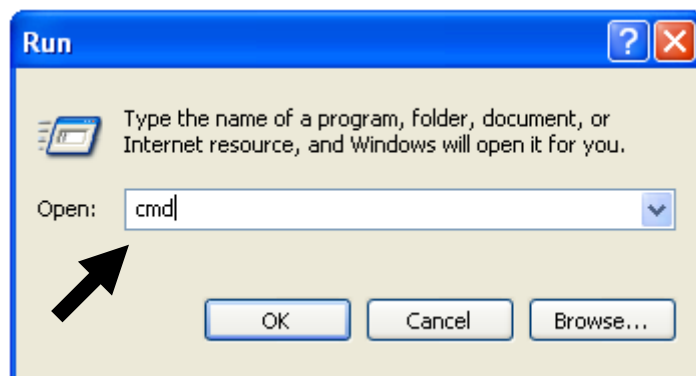 Run
Type the name of a program, folder, document, or
Internet resource, and Windows will open it for you.
Open: cmd
OK Cancel Browse...